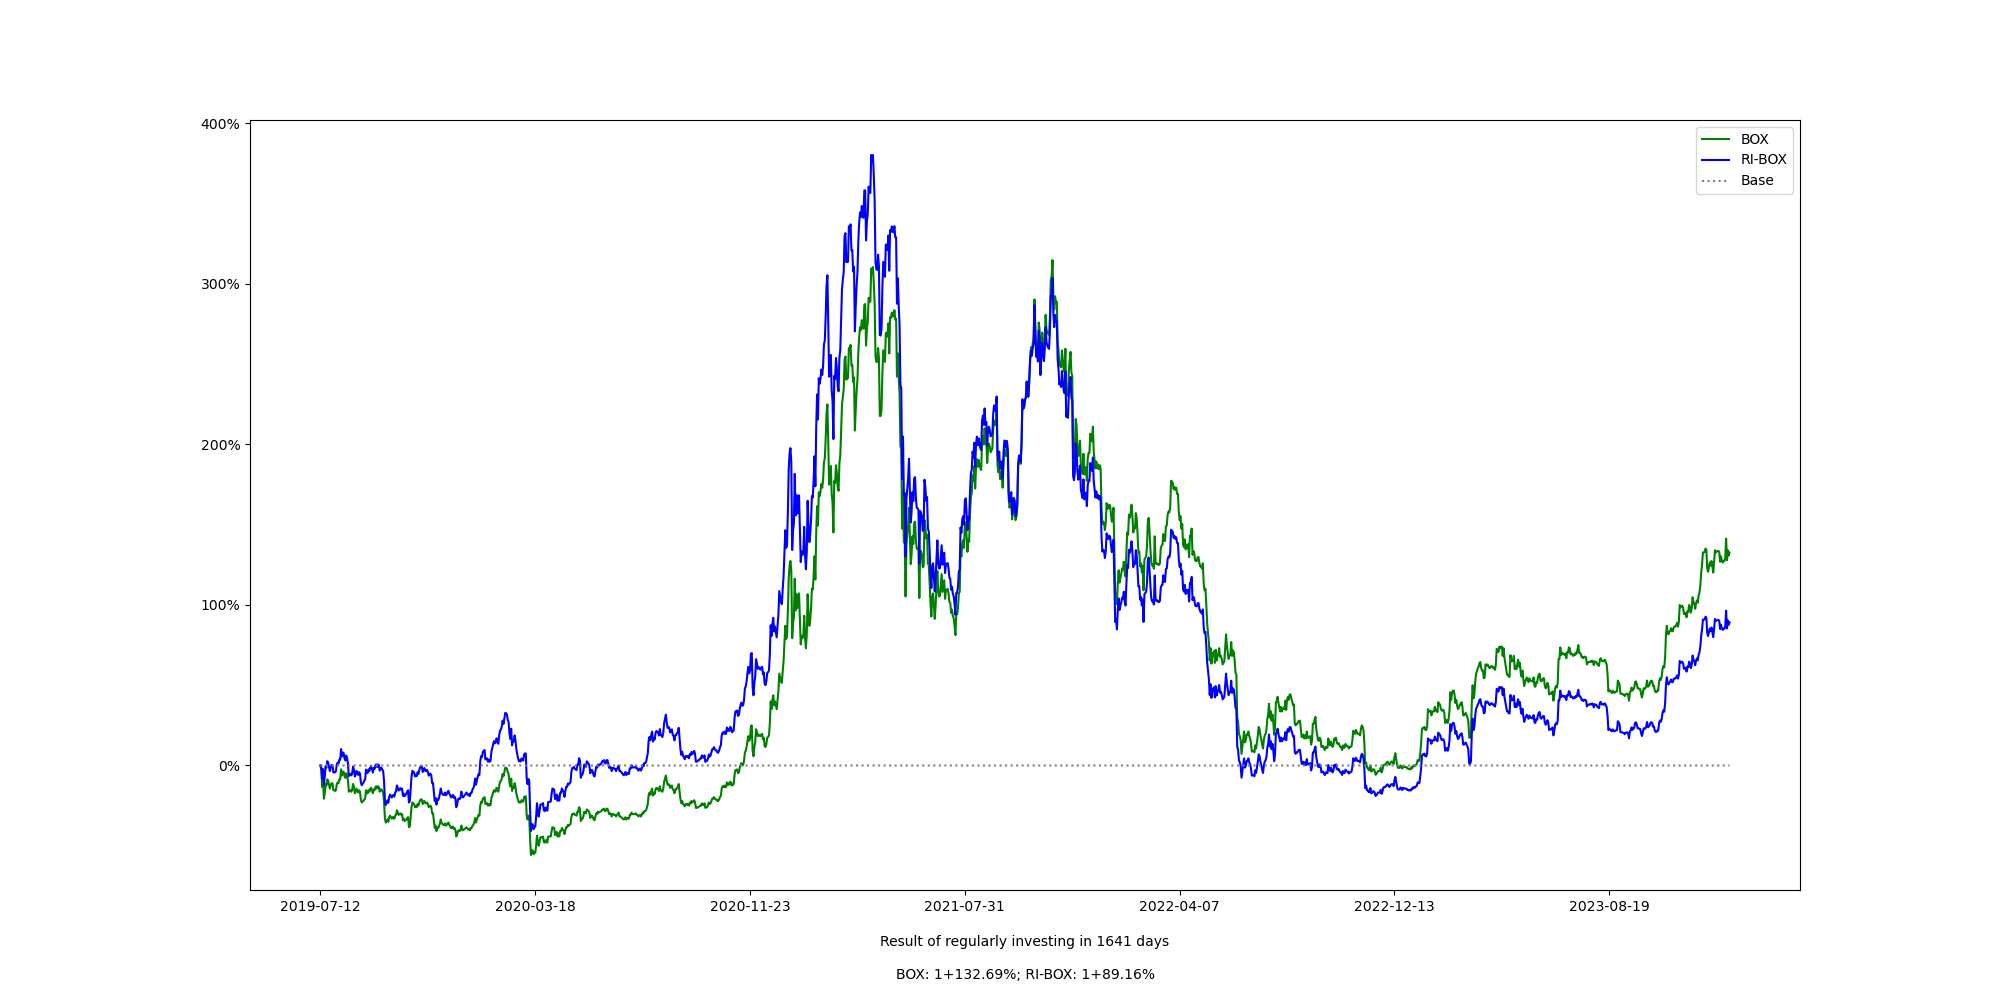 400%
300%
200%
100%
0%
BOX
RI-BOX
Base
2019-07-12 2020-03-18 2020-11-23 2021-07-31 2022-04-07 2022-12-13 2023-08-19
Result of regularly investing in 1641 days
BOX: 1+132.69%; RI-BOX: 1+89.16%